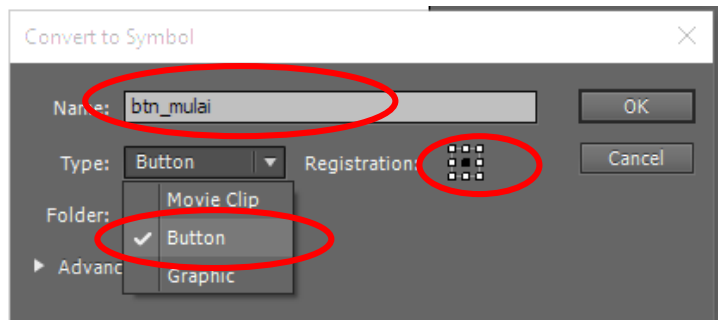 Convert to Symbol
Name: btn_mulai
OK
Type: Button
Registration:
Cancel
Movie Clip
Folder:
Button
Advanc
Graphic